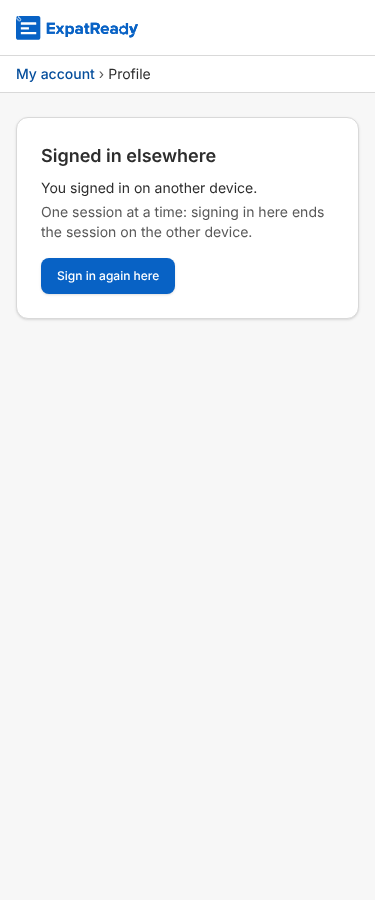 ExpatReady
My account › Profile
Signed in elsewhere
You signed in on another device.
One session at a time: signing in here ends
the session on the other device.
Sign in again here